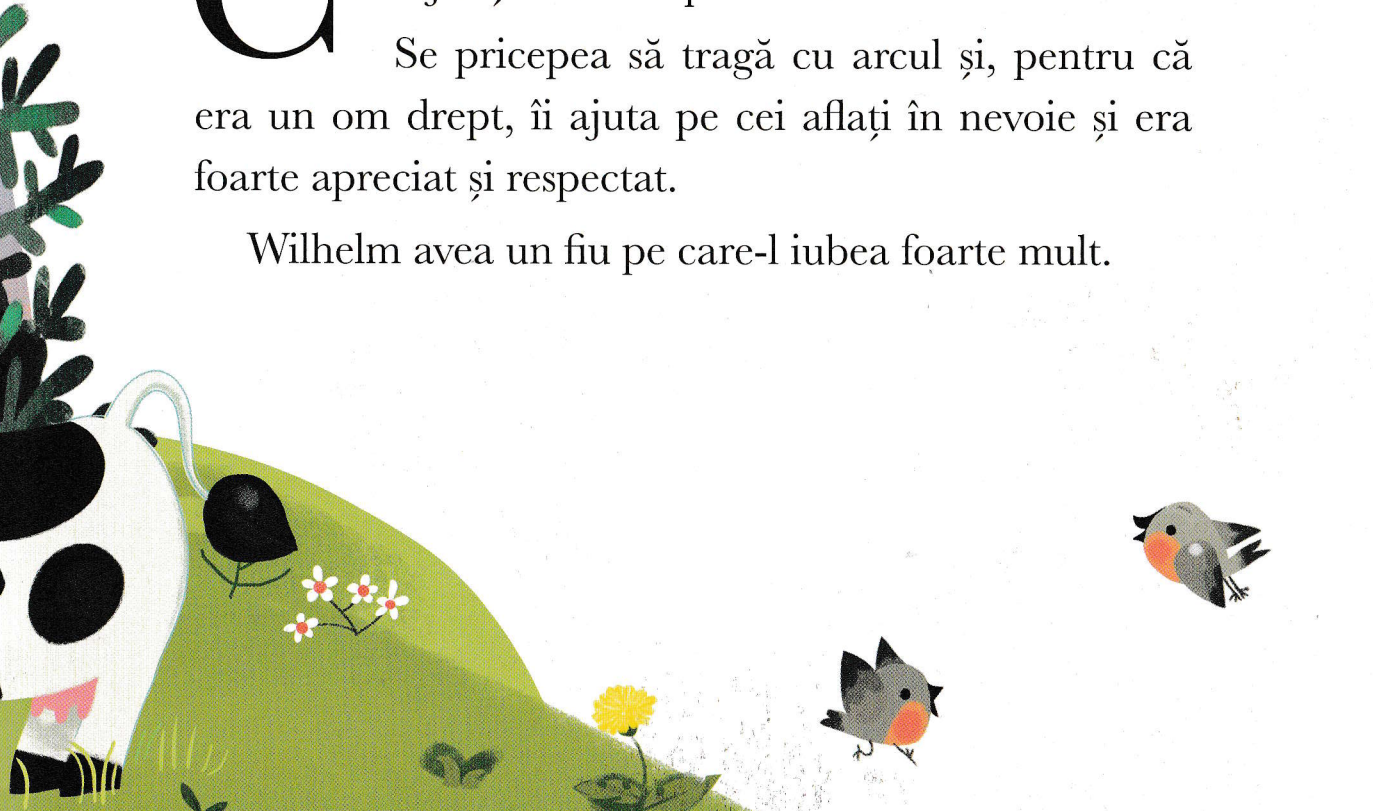 Se pricepea să tragă cu arcul și, pentru că
era un om drept, îi ajuta pe cei aflați în nevoie și era
foarte apreciat și respectat.
Wilhelm avea un fiu pe care-l iubea foarte mult.